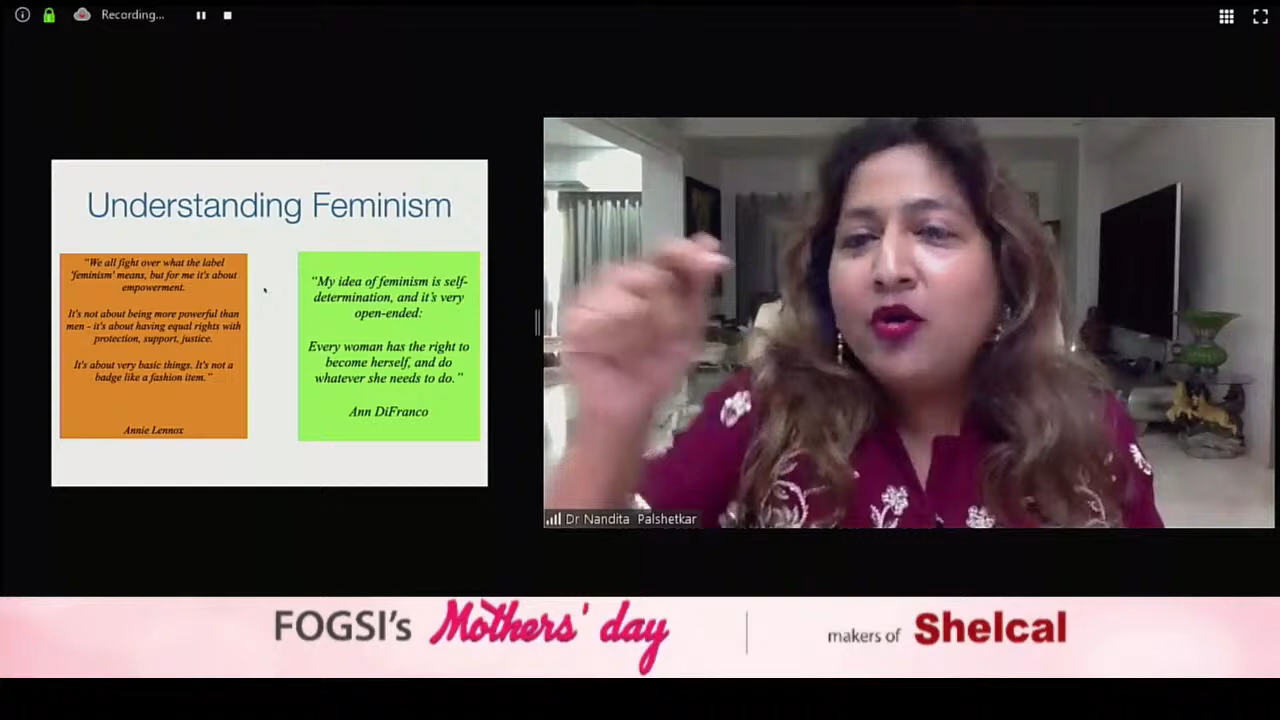 Recording...
Understanding Feminism
"We all fight over what the label
'feminism' means, but for me it's about
empowerment.
It's not about being more powerful than
men - it's about having equal rights with
protection, support, justice.
It's about very basic things. It's not a
badge like a fashion item."
Annie Lennox
"My idea of feminism is self-
determination, and it's very
open-ended:
Every woman has the right to
become herself, and do
whatever she needs to do."
Ann DiFranco
Dr Nandita Palshetkar
FOGSI's Mothers' day
makers of Shelcal